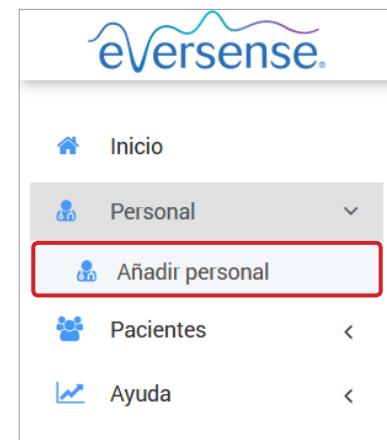 eversense.
Inicio
Personal
Añadir personal
Pacientes
Ayuda